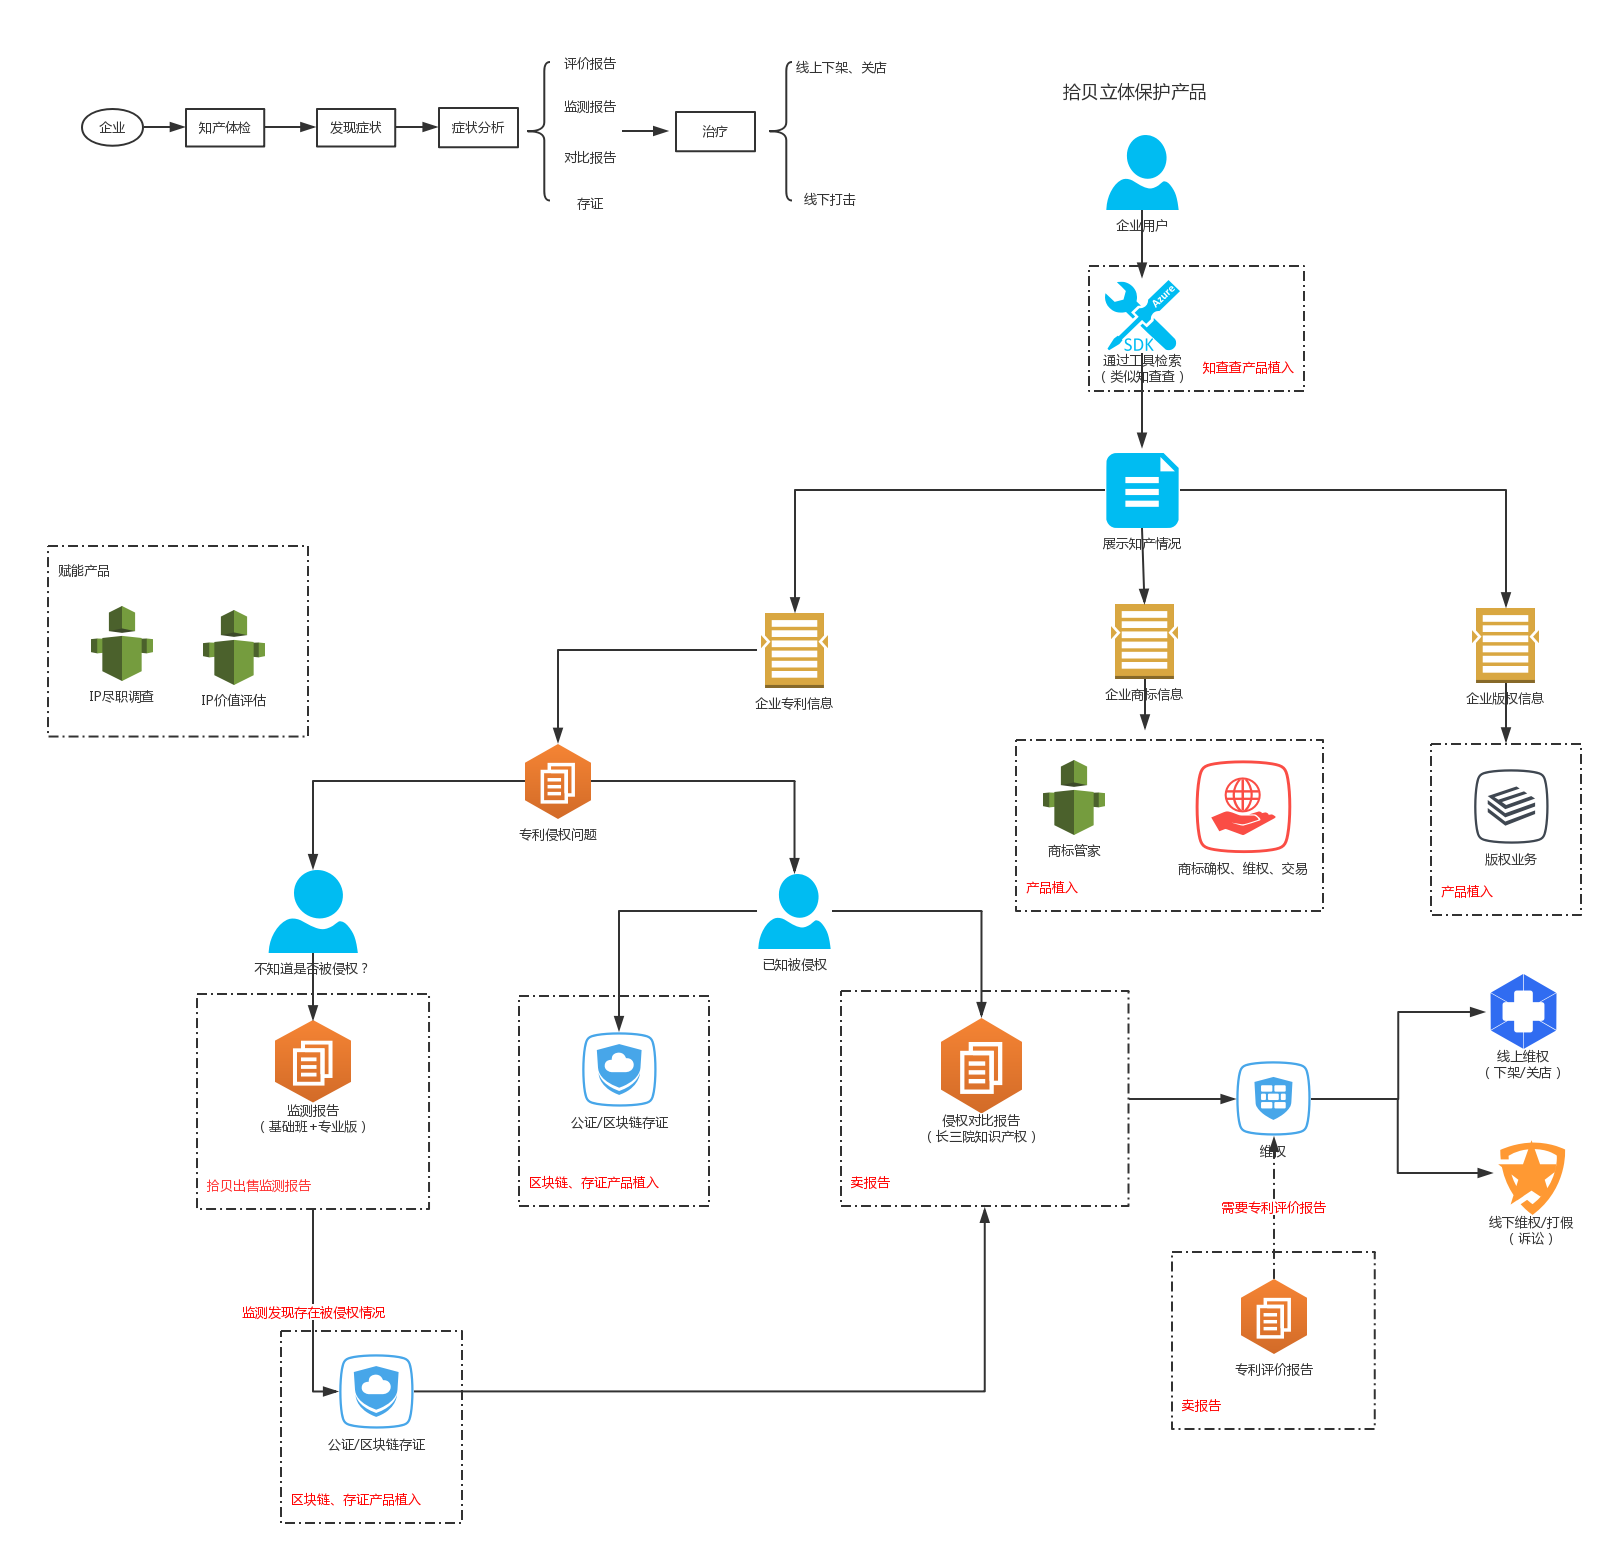 评价报告
线上下架、关店
拾贝立体保护产品
监测报告
企业
知产体检
发现症状
症状分析
治疗
对比报告
存证
线下打击
企业用户
Azure
SDK
通过工具检索
（类似知查查）
知查查产品植入
展示知产情况
赋能产品
IP尽职调查
IP价值评估
企业专利信息
企业商标信息
企业版权信息
专利侵权问题
商标管家
商标确权、维权、交易
产品植入
版权业务
产品植入
不知道是否被侵权？
已知被侵权
监测报告
（基础班+专业版）
拾贝出售监测报告
公证/区块链存证
区块链、存证产品植入
侵权对比报告
（长三院知识产权）
卖报告
维权
线上维权
（下架/关店）
需要专利评价报告
线下维权/打假
（诉讼）
监测发现存在被侵权情况
专利评价报告
卖报告
公证/区块链存证
区块链、存证产品植入